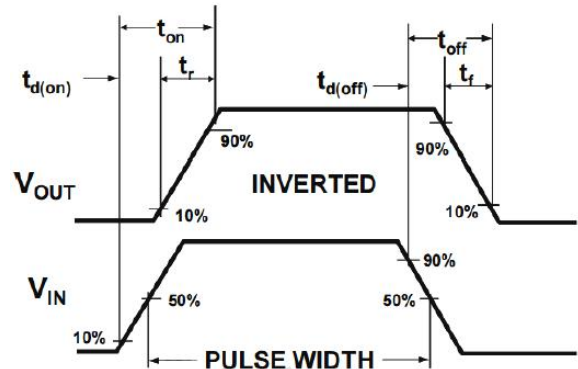 t_on t_off
t_d(on) t_r t_d(off) t_f
90% 90%
V_OUT INVERTED
10% 10%
90%
V_IN 50% 50%
10%
PULSE WIDTH